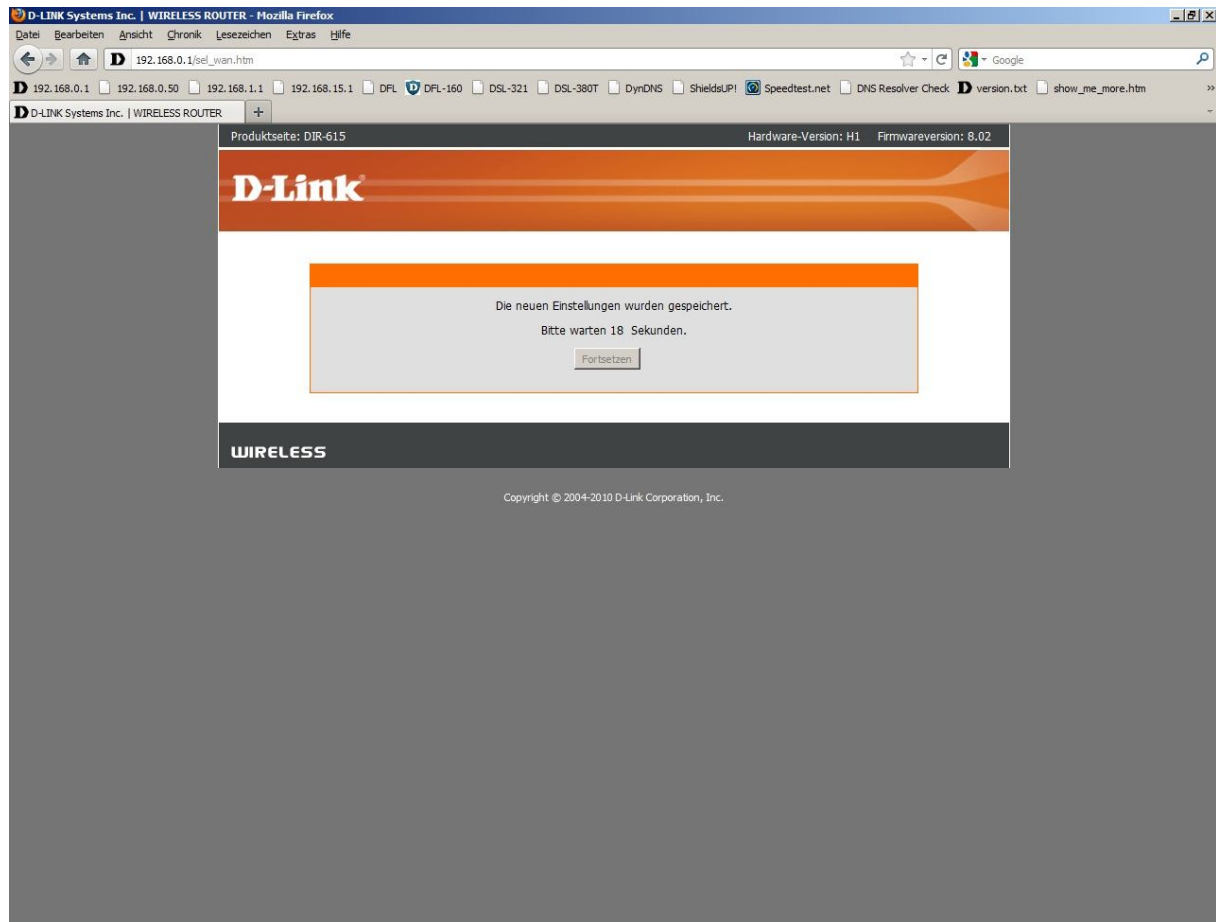 D-LINK Systems Inc. | WIRELESS ROUTER - Mozilla Firefox
Datei Bearbeiten Ansicht Chronik Lesezeichen Extras Hilfe
192.168.0.1/sel_wan.htm
Google
192.168.0.1 192.168.0.50 192.168.1.1 192.168.15.1 DFL DFL-160 DSL-321 DSL-380T DynDNS ShieldsUP! Speedtest.net DNS Resolver Check version.txt show_me_more.htm
D-LINK Systems Inc. | WIRELESS ROUTER
Produktseite: DIR-615 Hardware-Version: H1 Firmwareversion: 8.02
D-Link
Die neuen Einstellungen wurden gespeichert.
Bitte warten 18 Sekunden.
Fortsetzen
WIRELESS
Copyright © 2004-2010 D-Link Corporation, Inc.